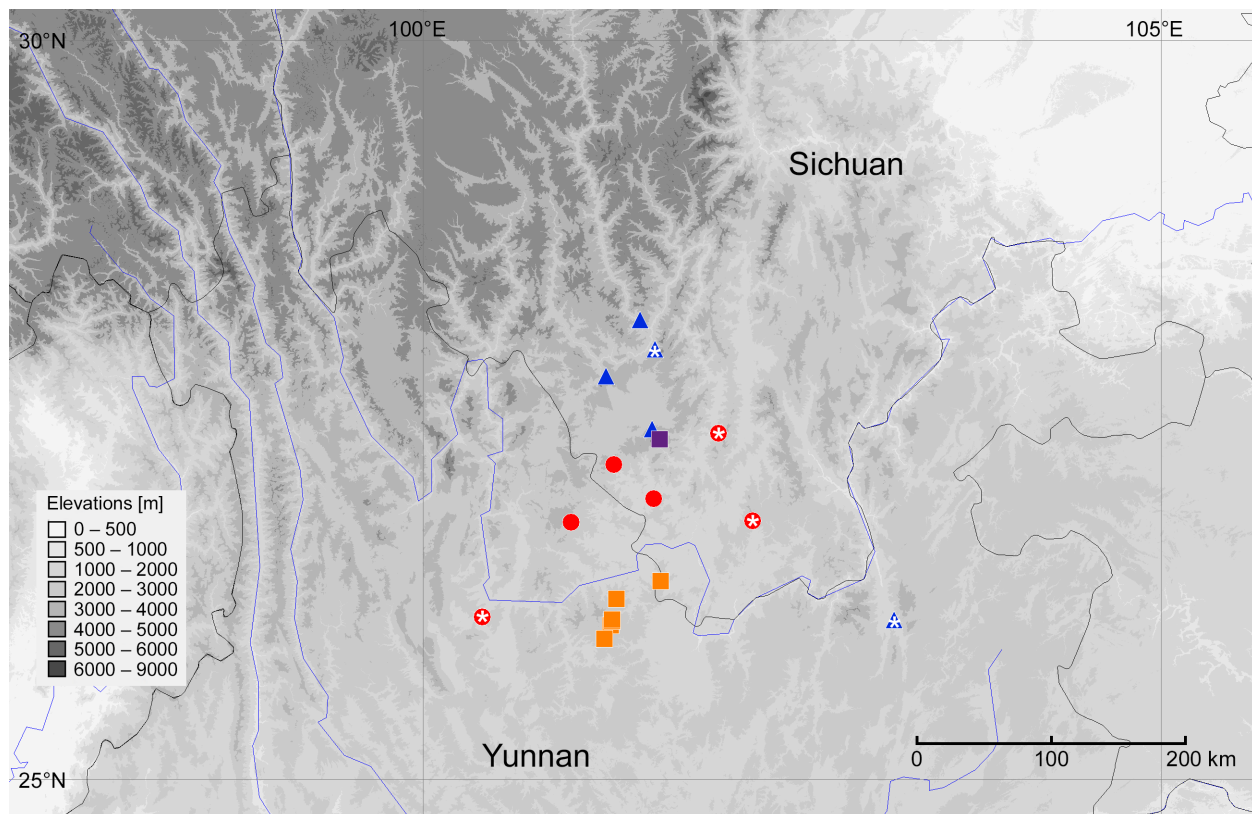 100°E
105°E
30°N
Sichuan
Elevations [m]
0 – 500
500 – 1000
1000 – 2000
2000 – 3000
3000 – 4000
4000 – 5000
5000 – 6000
6000 – 9000
Yunnan
0 100 200 km
25°N